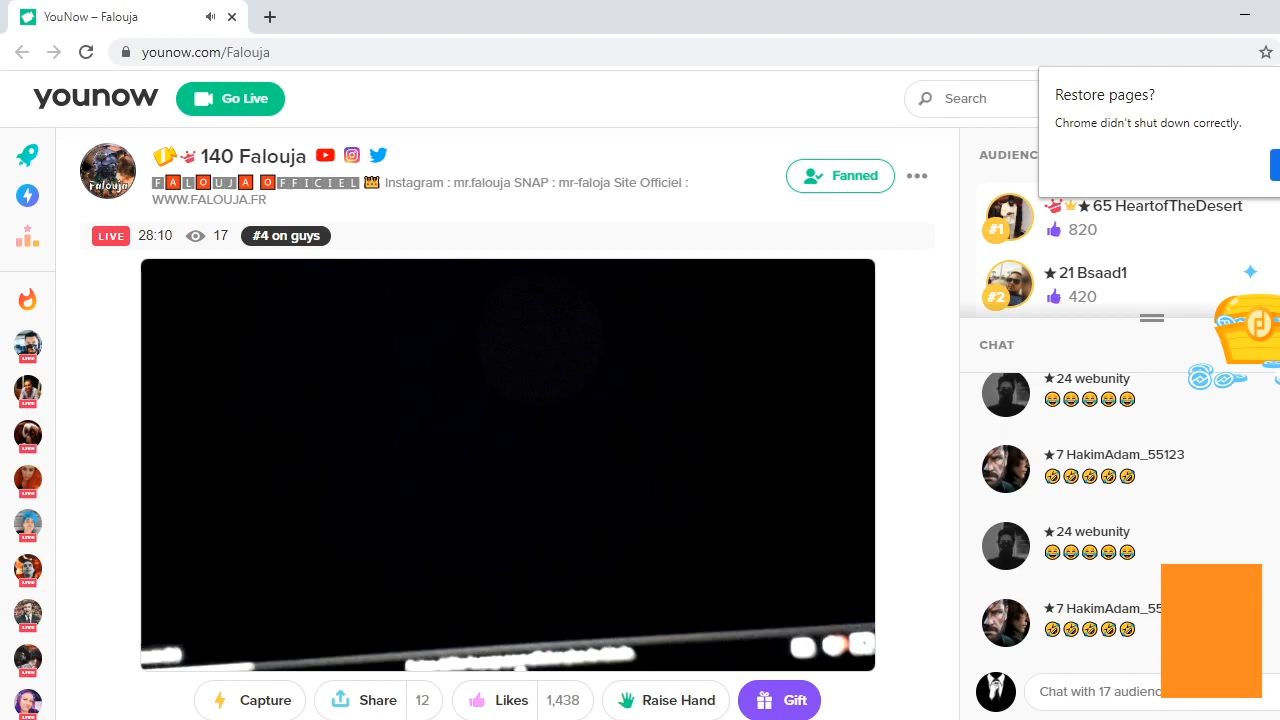 YouNow – Falouja
younow.com/Falouja
younow
Go Live
Search
Restore pages?
Chrome didn't shut down correctly.
140 Falouja
FALOUJA OFFICIEL 👑 Instagram : mr.falouja SNAP : mr-faloja Site Officiel :
WWW.FALOUJA.FR
Fanned
LIVE 28:10 17 #4 on guys
AUDIENC
#1
★ 65 HeartofTheDesert
820
#2
★ 21 Bsaad1
420
CHAT
★24 webunity
😂😂😂😂😂
★7 HakimAdam_55123
🤣🤣🤣🤣🤣
★24 webunity
😂😂😂😂😂
★7 HakimAdam_55
🤣🤣🤣🤣🤣
Chat with 17 audienc
Capture
Share 12
Likes 1,438
Raise Hand
Gift